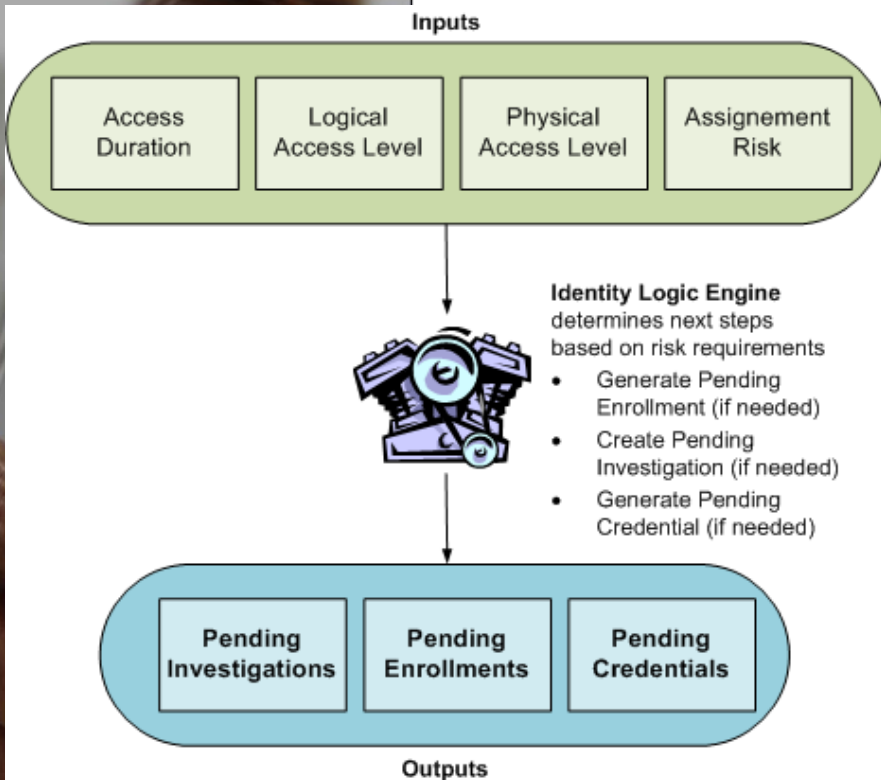 Inputs
Access
Duration
Logical
Access Level
Physical
Access Level
Assignement
Risk
Identity Logic Engine
determines next steps
based on risk requirements
• Generate Pending
Enrollment (if needed)
• Create Pending
Investigation (if needed)
• Generate Pending
Credential (if needed)
Pending
Investigations
Pending
Enrollments
Pending
Credentials
Outputs